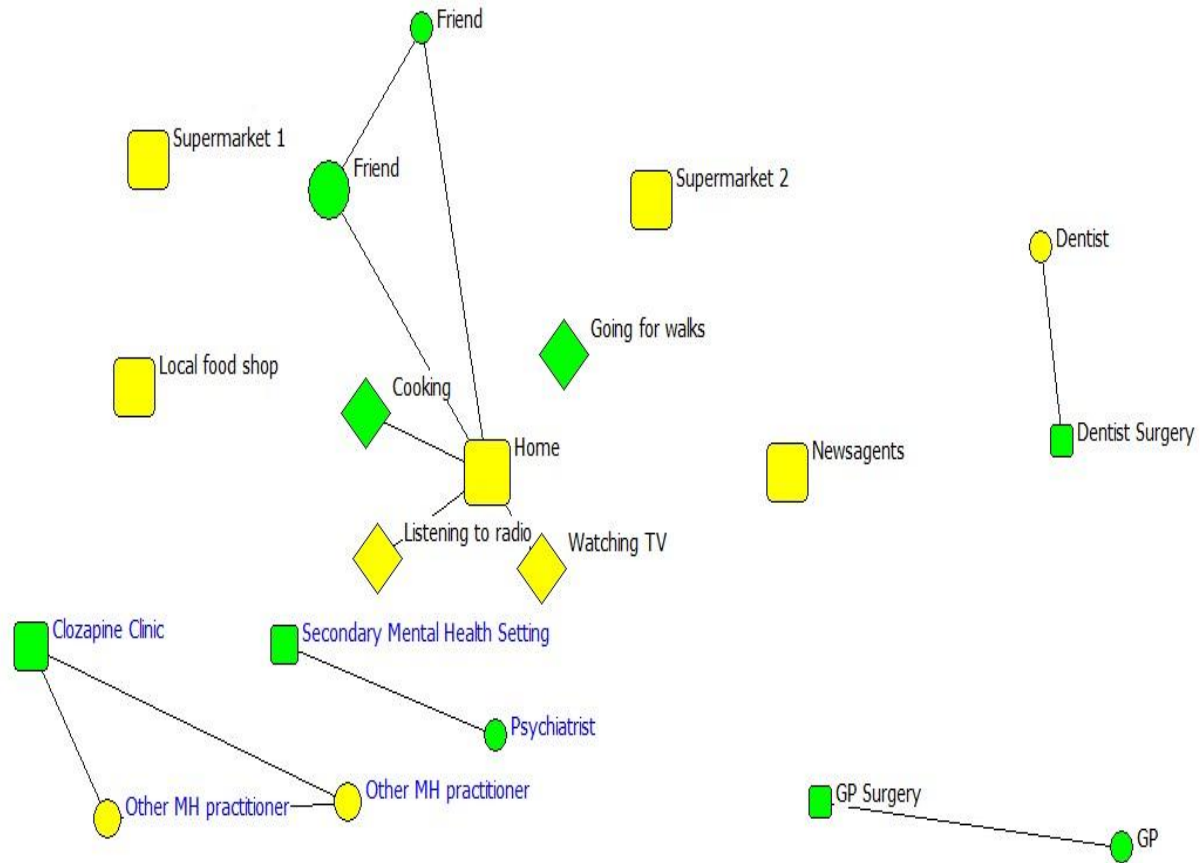 Friend
Supermarket 1
Friend
Supermarket 2
Dentist
Going for walks
Local food shop
Cooking
Dentist Surgery
Home
Newsagents
Listening to radio
Watching TV
Clozapine Clinic
Secondary Mental Health Setting
Psychiatrist
Other MH practitioner
Other MH practitioner
GP Surgery
GP